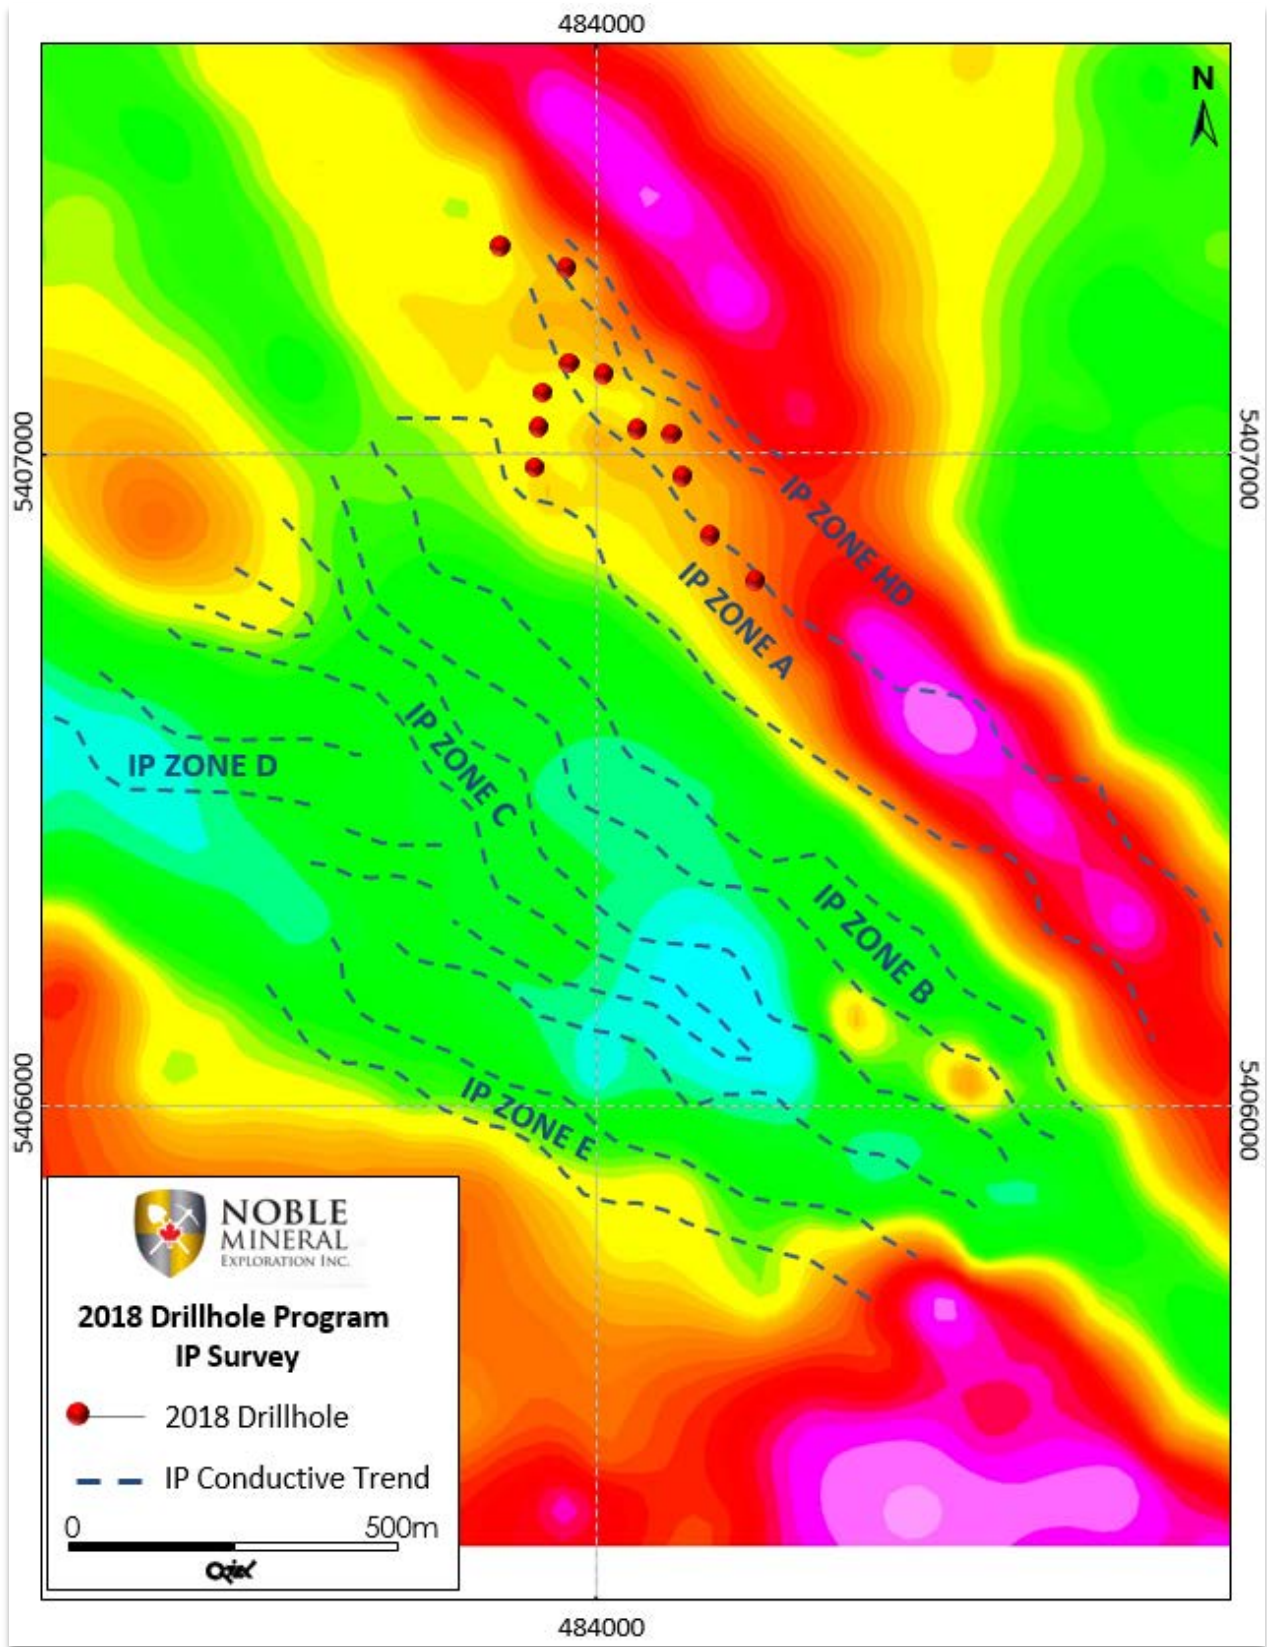 484000
N
5407000
5407000
IP ZONE HD
IP ZONE A
IP ZONE C
IP ZONE D
IP ZONE B
5406000
5406000
IP ZONE E
NOBLE
MINERAL
EXPLORATION INC.
2018 Drillhole Program
IP Survey
2018 Drillhole
IP Conductive Trend
0 500m
484000